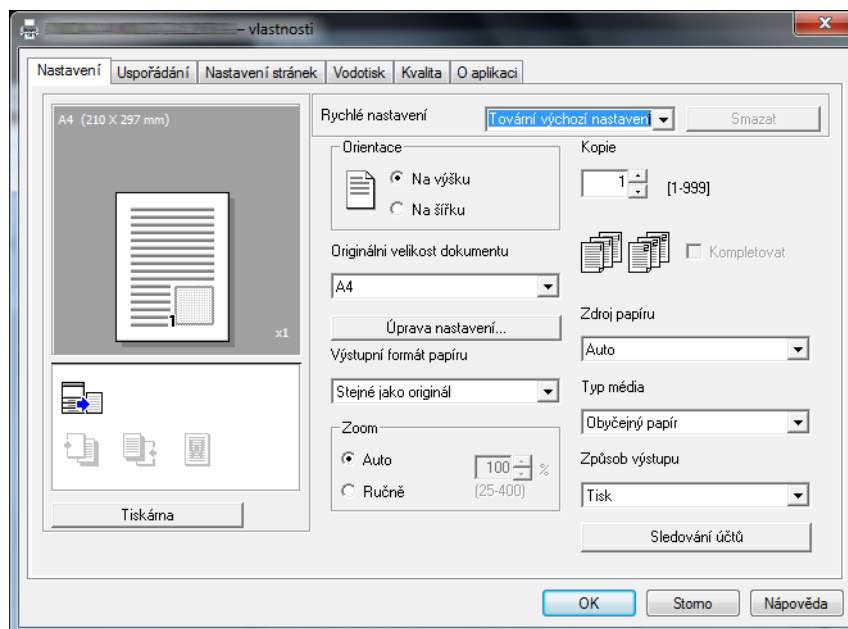 – vlastnosti
Nastavení Uspořádání Nastavení stránek Vodotisk Kvalita O aplikaci
A4 (210 X 297 mm)
1
x1
Tiskárna
Rychlé nastavení Tovární výchozí nastavení Smazat
Orientace
Na výšku
Na šířku
Originálni velikost dokumentu
A4
Úprava nastavení...
Výstupní formát papíru
Stejné jako originál
Zoom
Auto
100 %
Ručně
(25-400)
Kopie
1 [1-999]
Kompletovat
Zdroj papíru
Auto
Typ média
Obyčejný papír
Způsob výstupu
Tisk
Sledování účtů
OK Storno Nápověda